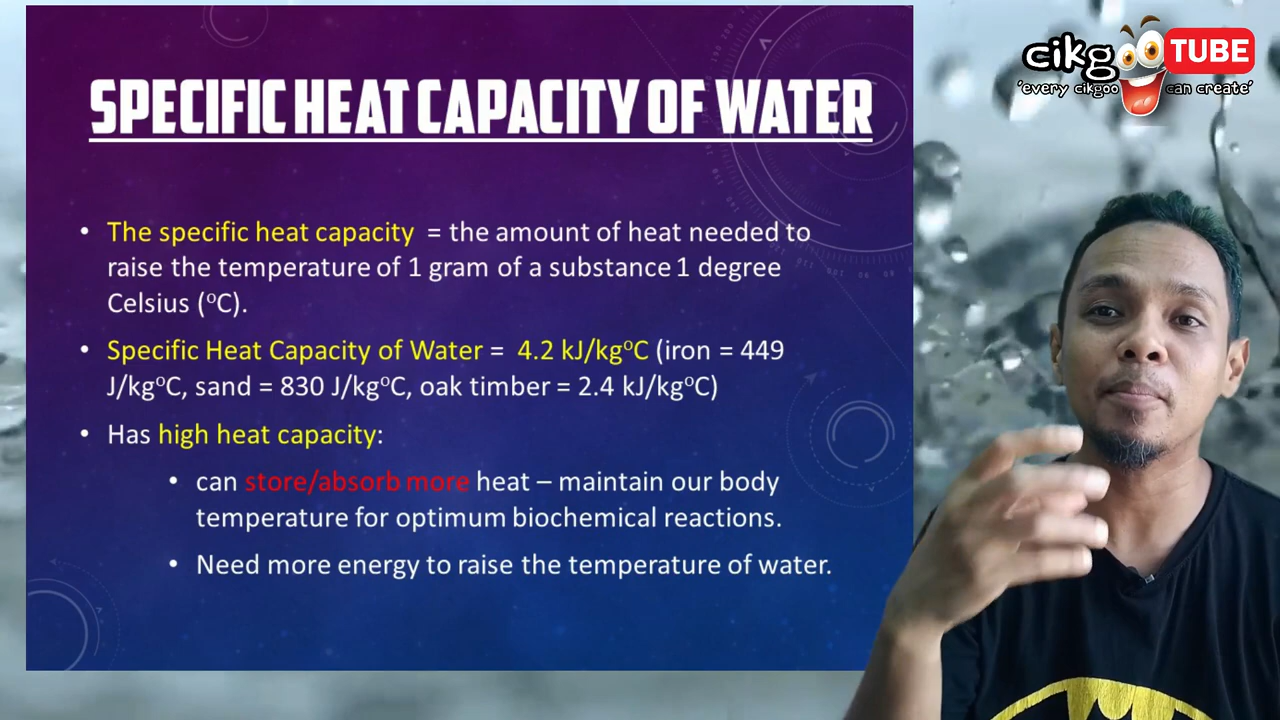 SPECIFIC HEAT CAPACITY OF WATER
cikgoo TUBE
'every cikgoo can create'
• The specific heat capacity = the amount of heat needed to
raise the temperature of 1 gram of a substance 1 degree
Celsius (ºC).
• Specific Heat Capacity of Water = 4.2 kJ/kgºC (iron = 449
J/kgºC, sand = 830 J/kgºC, oak timber = 2.4 kJ/kgºC)
• Has high heat capacity:
• can store/absorb more heat – maintain our body
temperature for optimum biochemical reactions.
• Need more energy to raise the temperature of water.